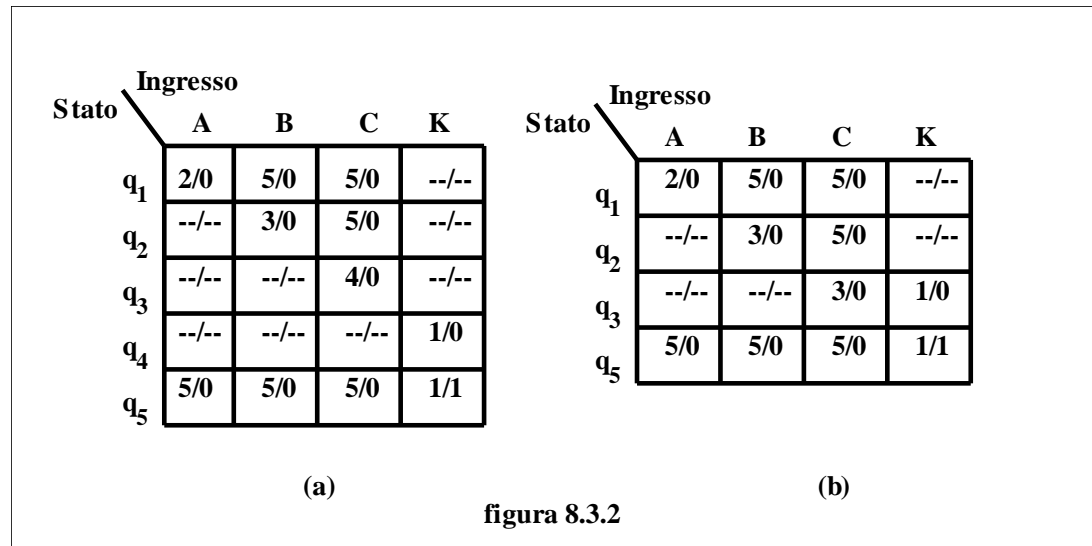 Ingresso
Stato
A B C K
q1 2/0 5/0 5/0 --/--
q2 --/-- 3/0 5/0 --/--
q3 --/-- --/-- 4/0 --/--
q4 --/-- --/-- --/-- 1/0
q5 5/0 5/0 5/0 1/1
(a)
Ingresso
Stato
A B C K
q1 2/0 5/0 5/0 --/--
q2 --/-- 3/0 5/0 --/--
q3 --/-- --/-- 3/0 1/0
q5 5/0 5/0 5/0 1/1
(b)
figura 8.3.2